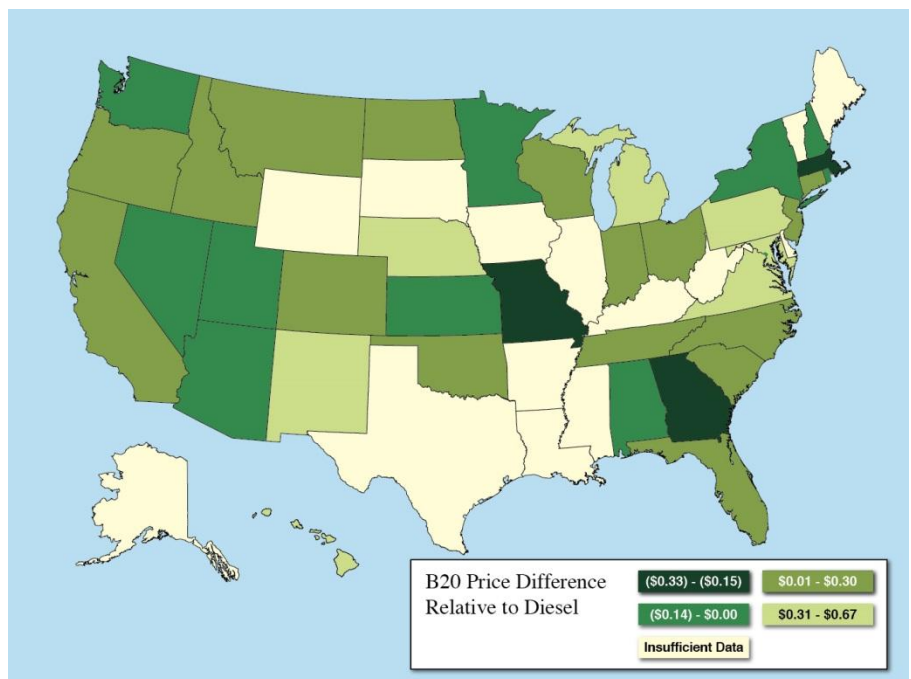 B20 Price Difference
Relative to Diesel
($0.33) - ($0.15)
$0.01 - $0.30
($0.14) - $0.00
$0.31 - $0.67
Insufficient Data